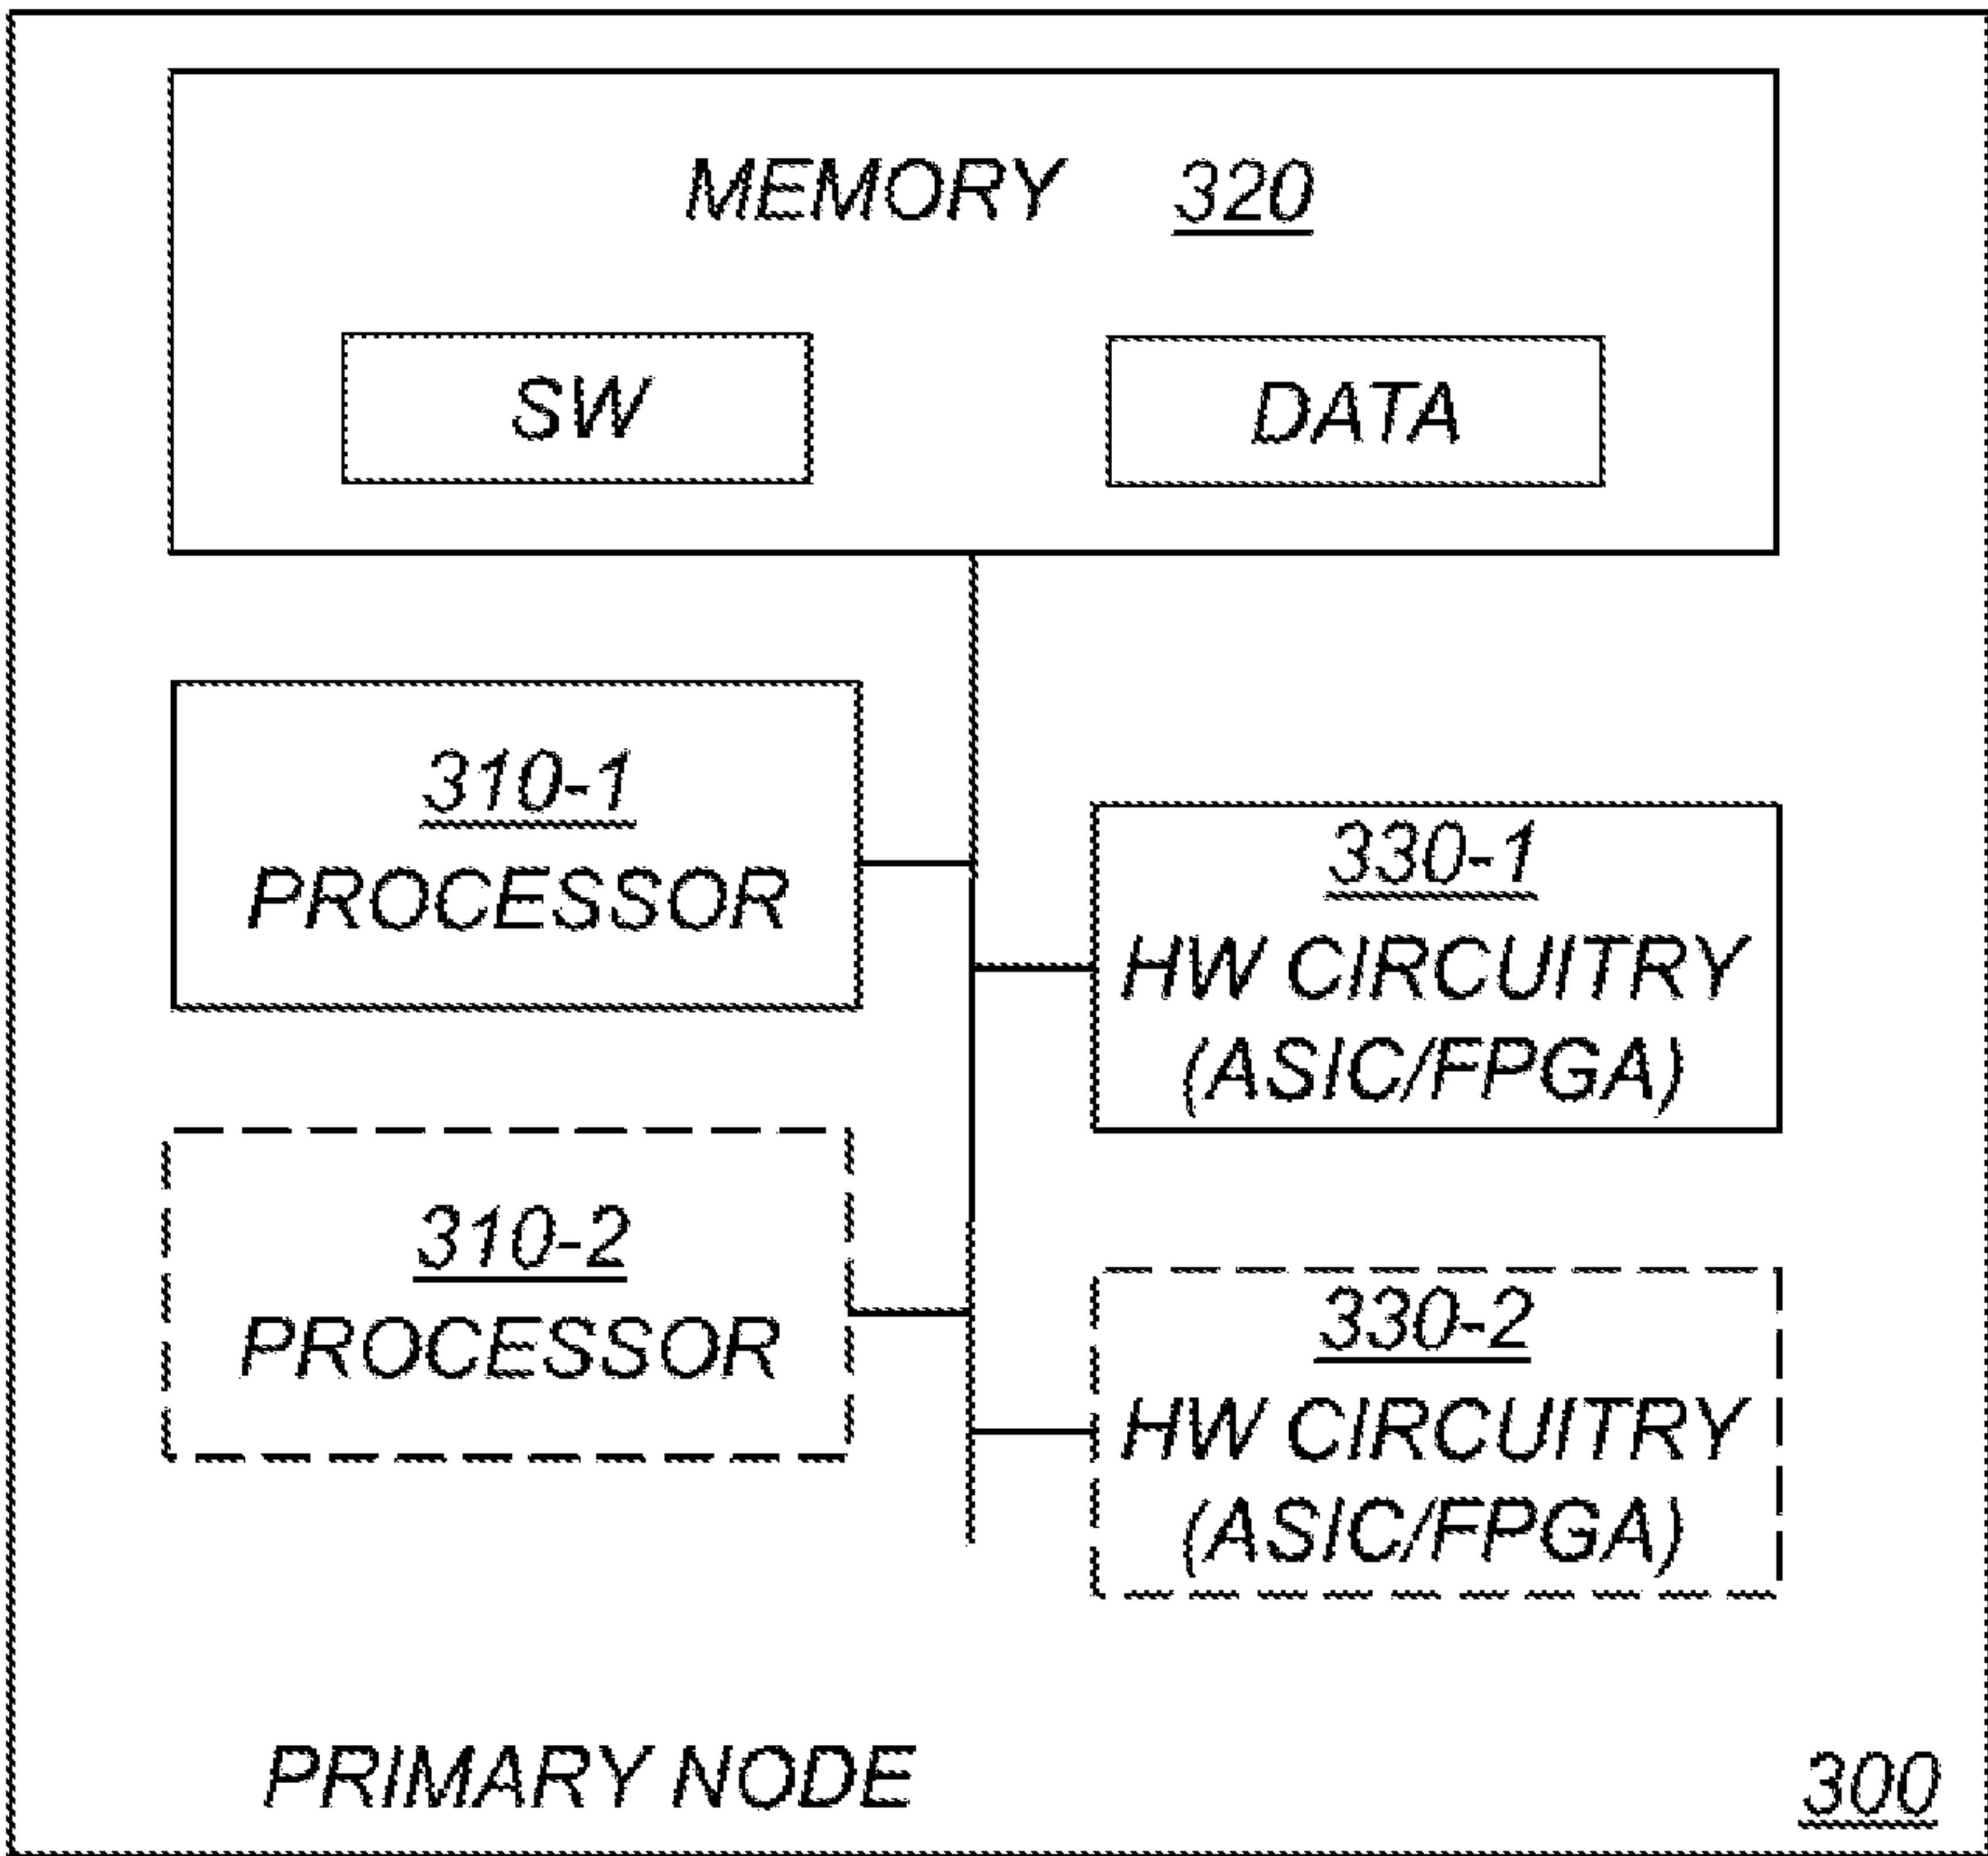 MEMORY 320
SW
DATA
310-1
PROCESSOR
330-1
HW CIRCUITRY
(ASIC/FPGA)
310-2
PROCESSOR
330-2
HW CIRCUITRY
(ASIC/FPGA)
PRIMARY NODE
300